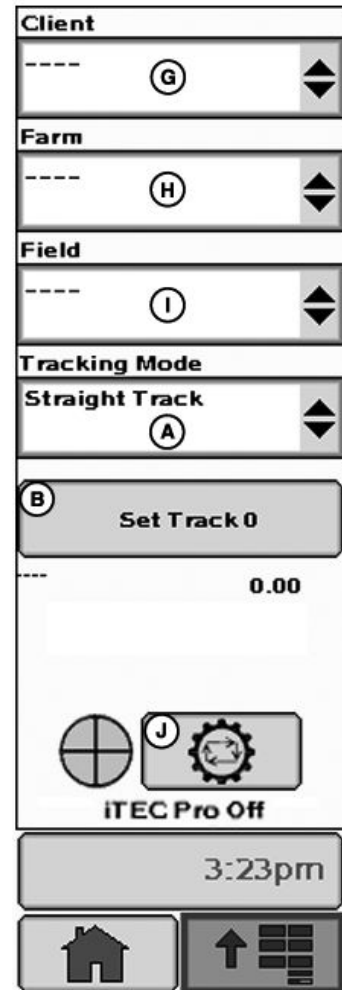 Client
----
G
Farm
----
H
Field
----
I
Tracking Mode
Straight Track
A
B
Set Track 0
----
0.00
J
iTEC Pro Off
3:23pm